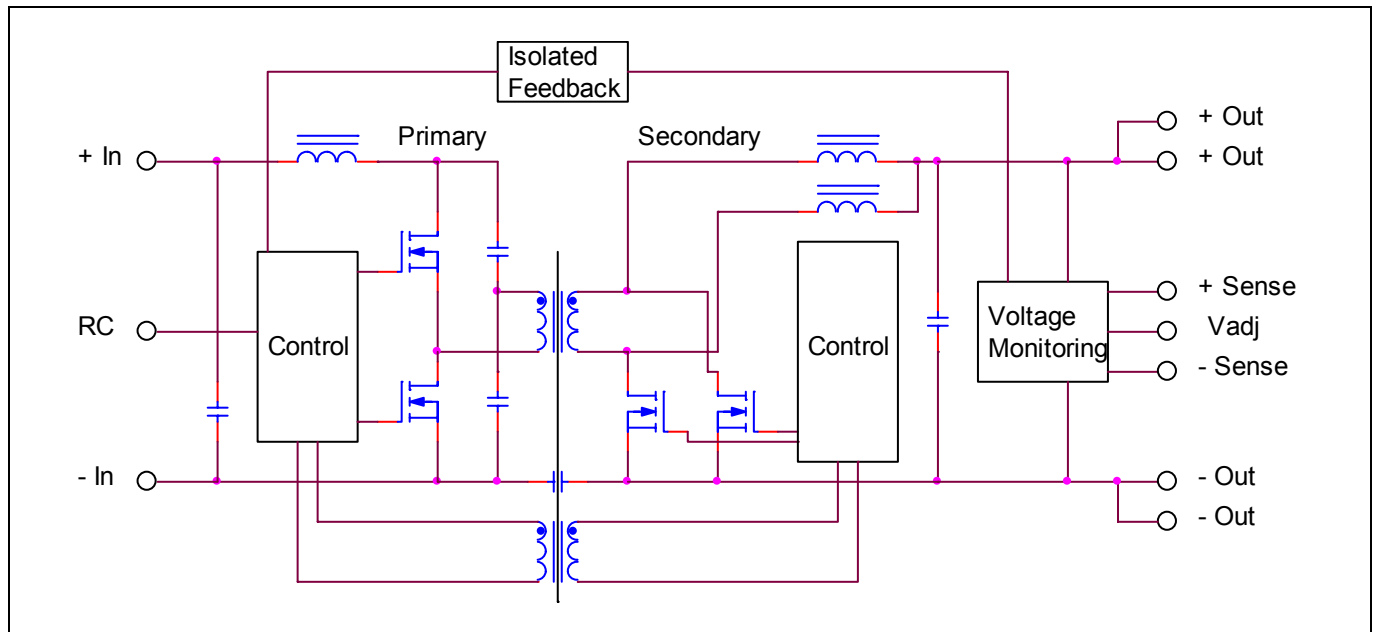 Isolated
Feedback
Primary
Secondary
+ In
RC
- In
Control
Control
Voltage
Monitoring
+ Out
+ Out
+ Sense
Vadj
- Sense
- Out
- Out